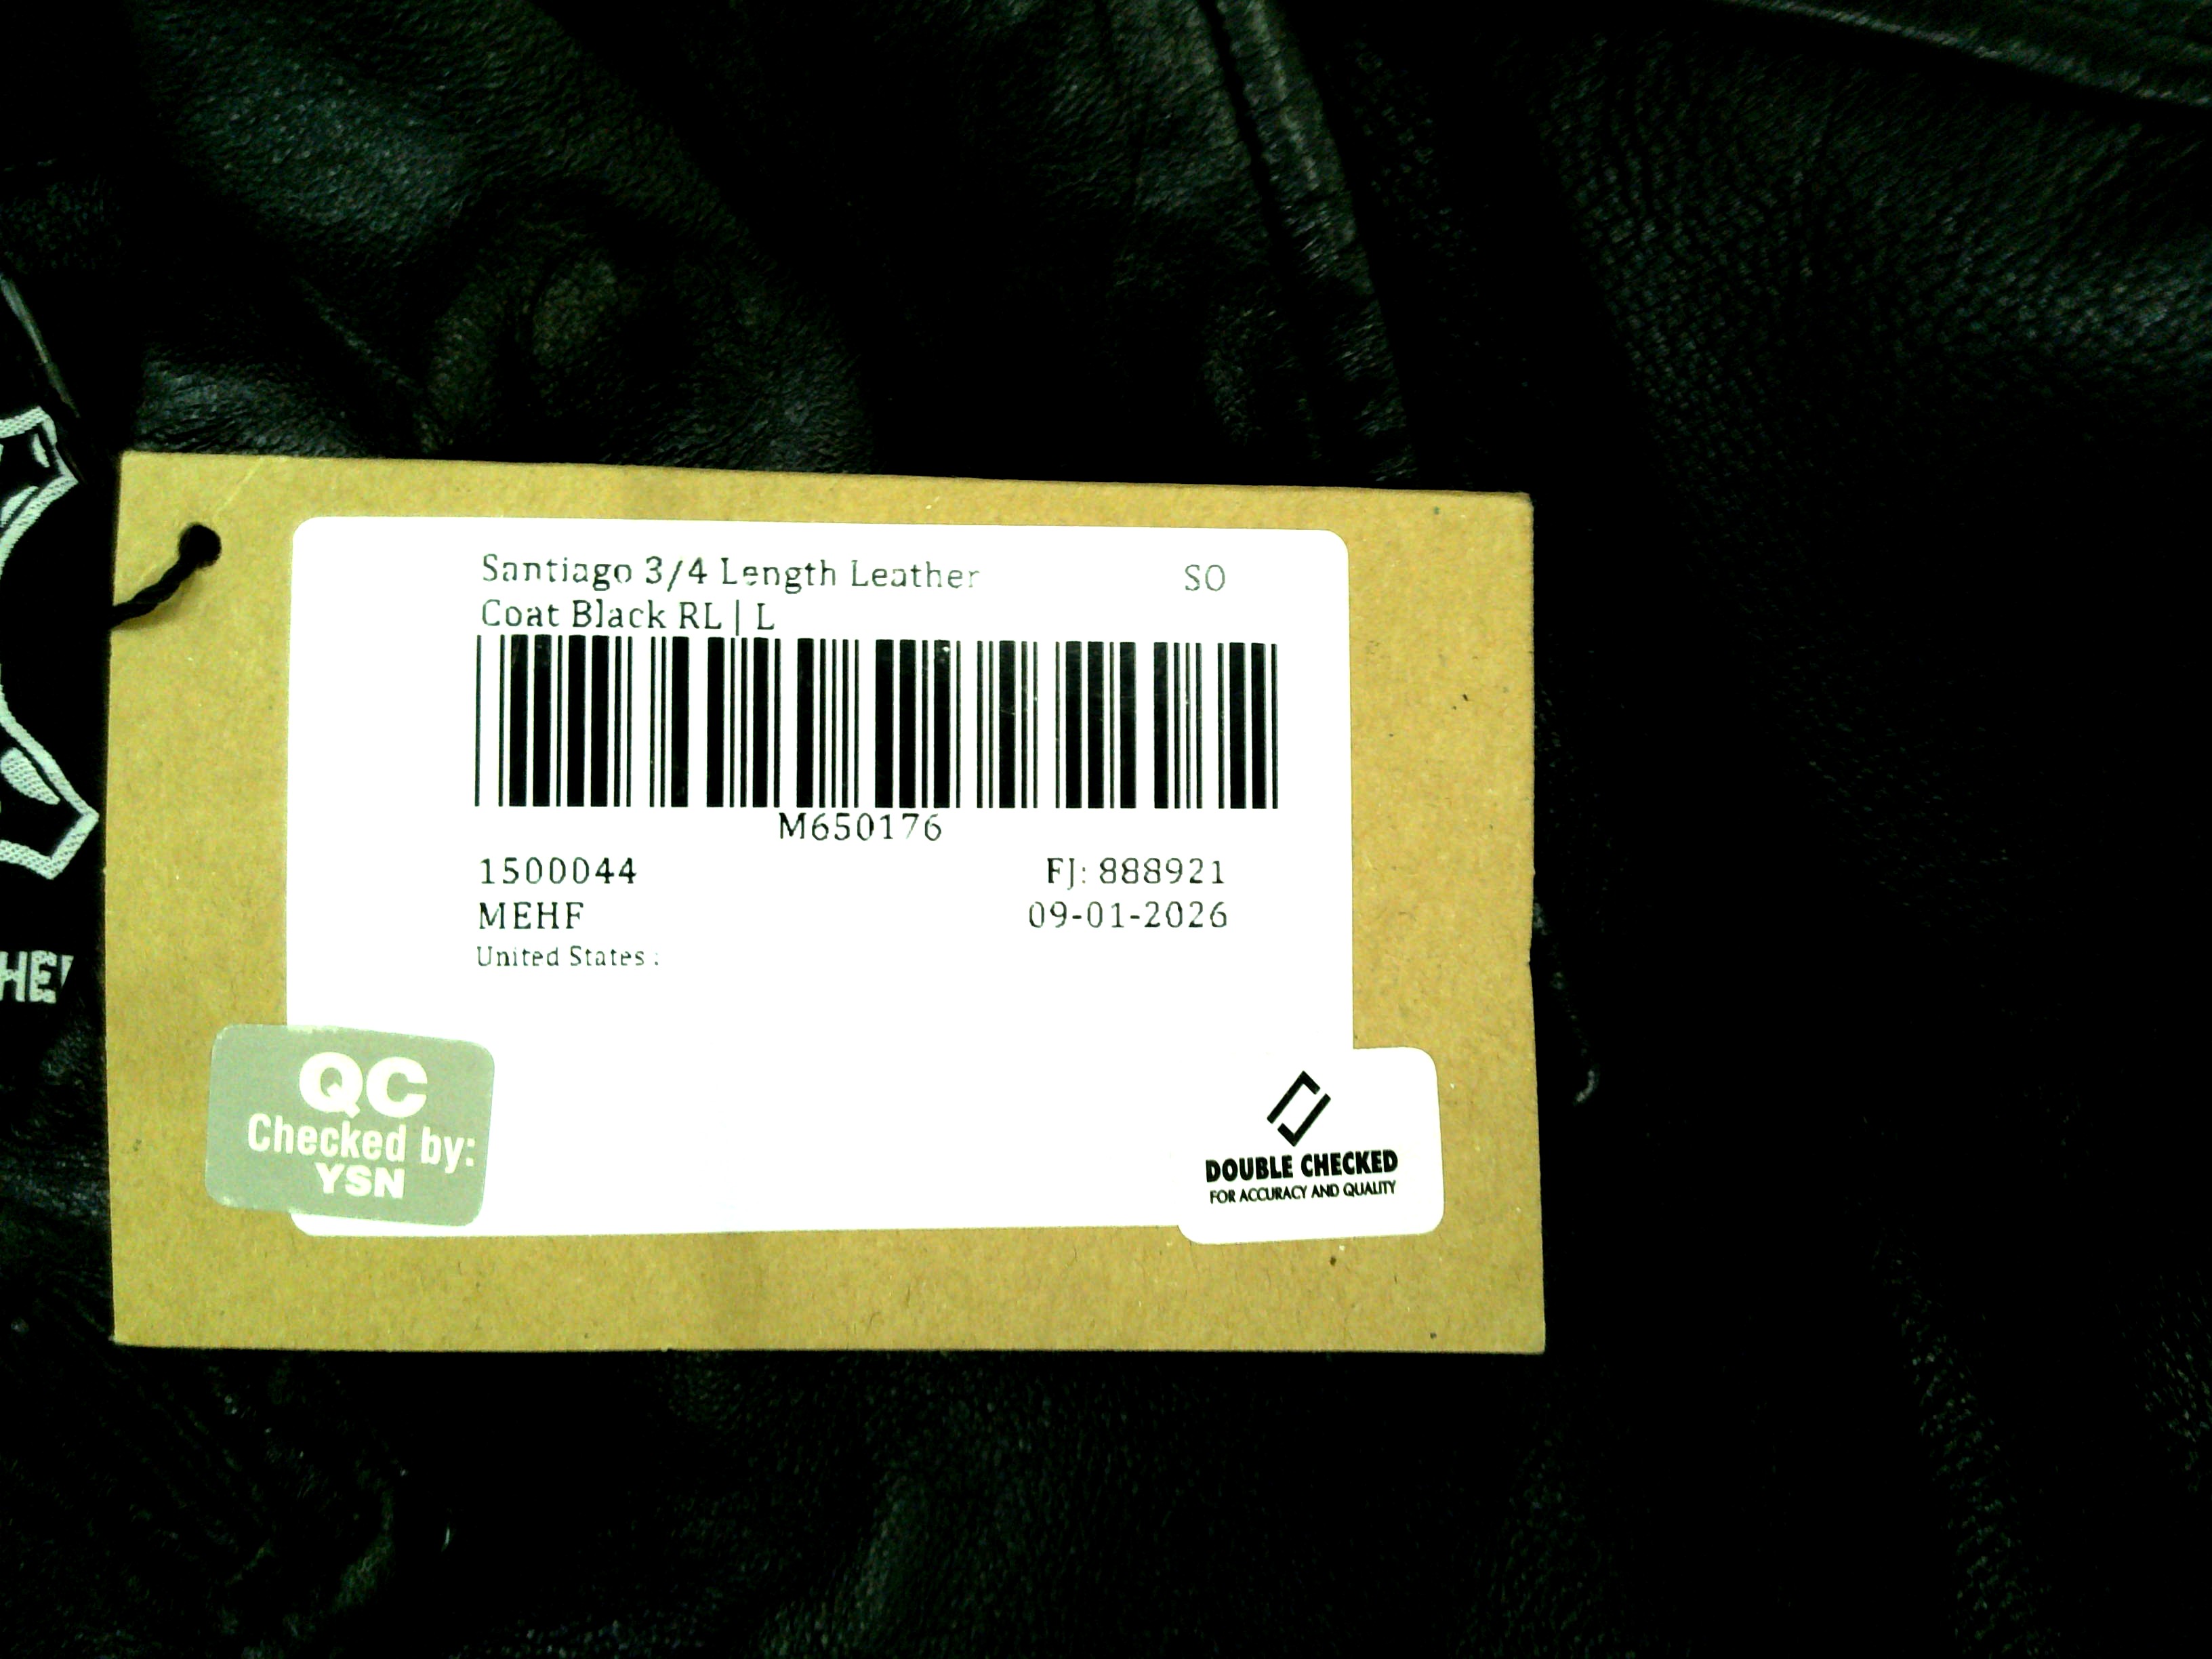 Santiago 3/4 Length Leather SO
Coat Black RL | L
M650176
1500044 FJ: 888921
MEHF 09-01-2026
United States :
QC
Checked by:
YSN
DOUBLE CHECKED
FOR ACCURACY AND QUALITY